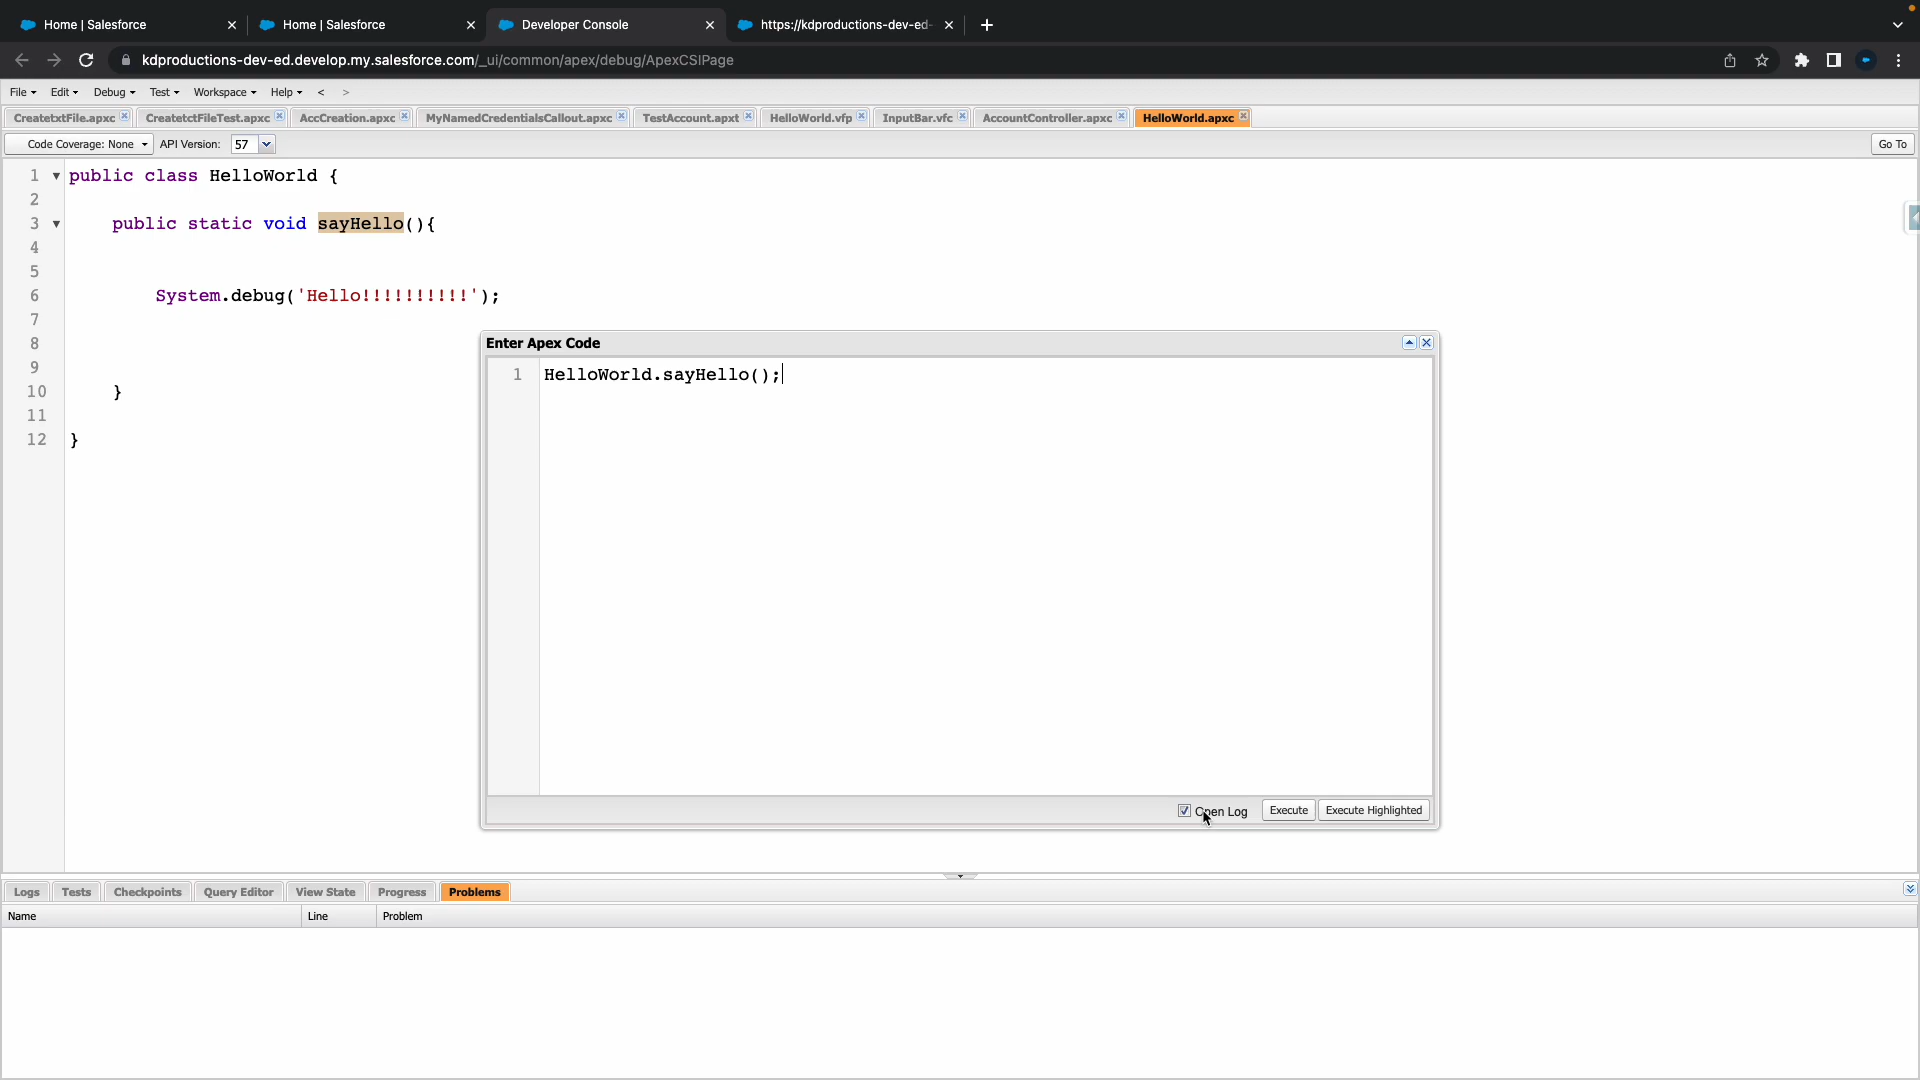 Home | Salesforce
Home | Salesforce
Developer Console
https://kdproductions-dev-ed-
kdproductions-dev-ed.develop.my.salesforce.com/_ui/common/apex/debug/ApexCSIPage
File Edit Debug Test Workspace Help < >
CreatetxtFile.apxc CreatetctFileTest.apxc AccCreation.apxc MyNamedCredentialsCallout.apxc TestAccount.apxt HelloWorld.vfp InputBar.vfc AccountController.apxc HelloWorld.apxc
Code Coverage: None API Version: 57 Go To
1 public class HelloWorld {
2
3 public static void sayHello(){
4
5
6 System.debug('Hello!!!!!!!!!!');
7
8
9
10 }
11
12 }
Enter Apex Code
1 HelloWorld.sayHello();
Open Log Execute Execute Highlighted
Logs Tests Checkpoints Query Editor View State Progress Problems
Name Line Problem